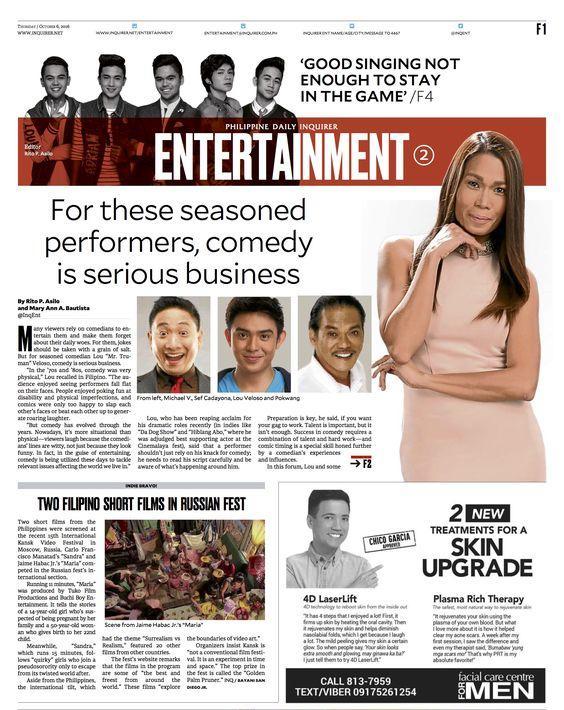 Thursday / October 6, 2016
WWW.INQUIRER.NET
WWW.INQUIRER.NET/ENTERTAINMENT
ENTERTAINMENT@INQUIRER.COM.PH
INQUIRER ENT NAME/AGE/CITY/MESSAGE TO 4467
@INQENT
F1
‘GOOD SINGING NOT
ENOUGH TO STAY
IN THE GAME’ /F4
Editor
Rito P. Asilo
PHILIPPINE DAILY INQUIRER
ENTERTAINMENT 2
For these seasoned
performers, comedy
is serious business
By Rito P. Asilo
and Mary Ann A. Bautista
@InqEnt
Many viewers rely on comedians to en-
tertain them and make them forget
about their daily woes. For them, jokes
should be taken with a grain of salt.
But for seasoned comedian Lou “Mr. Tru-
man” Veloso, comedy is serious business.
“In the ’70s and ’80s, comedy was very
physical,” Lou recalled in Filipino. “The au-
dience enjoyed seeing performers fall flat
on their faces. People enjoyed poking fun at
disability and physical imperfections, and
comics were only too happy to slap each
other’s faces or beat each other up to gener-
ate roaring laughter.
“But comedy has evolved through the
years. Nowadays, it’s more situational than
physical—viewers laugh because the comedi-
ans’ lines are witty, not just because they look
funny. In fact, in the guise of entertaining,
comedy is being utilized these days to tackle
relevant issues affecting the world we live in.”
From left, Michael V., Sef Cadayona, Lou Veloso and Pokwang
Lou, who has been reaping acclaim for
his dramatic roles recently (in indies like
“Da Dog Show” and “Hiblang Abo,” where he
was adjudged best supporting actor at the
Cinemalaya fest), said that a performer
shouldn’t just rely on his knack for comedy;
he needs to read his script carefully and be
aware of what’s happening around him.
Preparation is key, he said, if you want
your gag to work. Talent is important, but it
isn’t enough. Success in comedy requires a
combination of talent and hard work—and
comic timing is a special skill honed further
by a comedian’s experiences
and influences.
In this forum, Lou and some
F2
INDIE BRAVO!
TWO FILIPINO SHORT FILMS IN RUSSIAN FEST
Two short films from the
Philippines were screened at
the recent 15th International
Kansk Video Festival in
Moscow, Russia. Carlo Fran-
cisco Manatad’s “Sandra” and
Jaime Habac Jr.’s “Maria” com-
peted in the Russian fest’s in-
ternational section.
Running 11 minutes, “Maria”
was produced by Tuko Film
Productions and Buchi Boy En-
tertainment. It tells the stories
of a 14-year-old girl who’s sus-
pected of being pregnant by her
family and a 50-year-old wom-
an who gives birth to her 22nd
child.
Meanwhile, “Sandra,”
which runs 15 minutes, fol-
lows “quirky” girls who join a
pseudosorority only to escape
from its twisted world after.
Aside from the Philippines,
the international tilt, which
Scene from Jaime Habac Jr.’s “Maria”
had the theme “Surrealism vs
Realism,” featured 20 other
films from other countries.
The fest’s website remarks
that the films in the program
are some of “the best and
freest from around the
world.” These films “explore
the boundaries of video art.”
Organizers insist Kansk is
“not a conventional film festi-
val. It is an experiment in time
and space.” The top prize in
the fest is called the “Golden
Palm Pruner.” INQ / BAYANI SAN
DIEGO JR.
CHICO GARCIA
APPROVED
2 NEW
TREATMENTS FOR A
SKIN
UPGRADE
4D LaserLift
4D technology to reboot skin from the inside out
“It has 4 steps that I enjoyed a lot! First, it
firms up skin by heating the oral cavity. Then
it rejuvenates my skin and helps diminish
nasolabial folds, which I get because I laugh
a lot. The mild peeling gives my skin a certain
glow. So when people say, ‘Your skin looks
extra smooth and glowing, may ginawa ka ba?’
I just tell them to try 4D LaserLift.”
Plasma Rich Therapy
The safest, most natural way to rejuvenate skin
“It rejuvenates your skin using the
plasma of your own blood. But what
I love more about it is how it helped
clear my acne scars. A week after my
first session, I saw the difference and
even my therapist said, ‘Bumabaw ’yung
mga scars mo!’ That’s why PRT is my
absolute favorite!”
CALL 813-7959
TEXT/VIBER 09175261254
facial care centre
FOR MEN